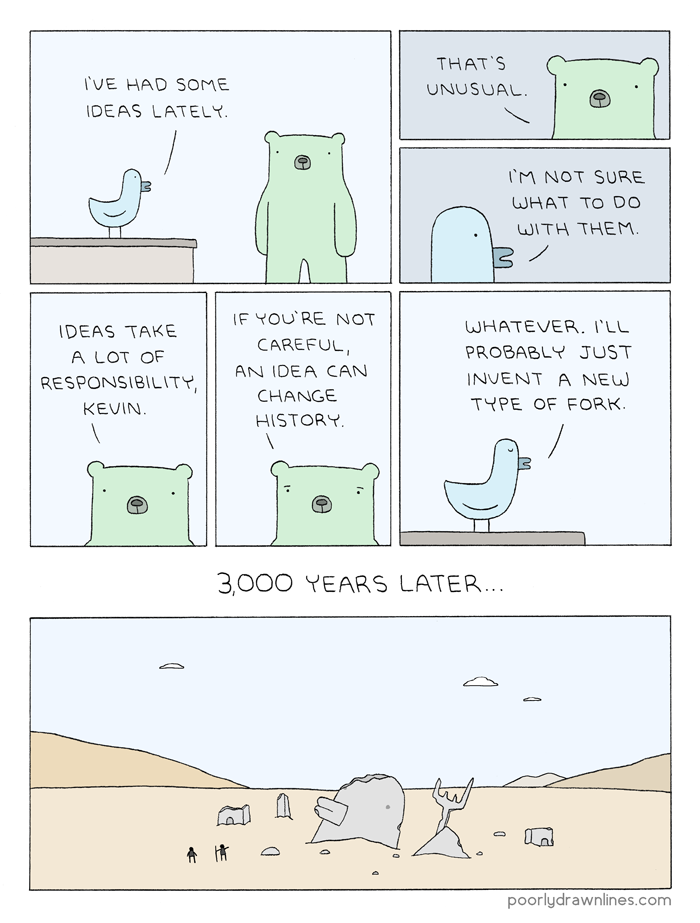 I'VE HAD SOME
IDEAS LATELY.
THAT'S
UNUSUAL.
I'M NOT SURE
WHAT TO DO
WITH THEM.
IDEAS TAKE
A LOT OF
RESPONSIBILITY,
KEVIN.
IF YOU'RE NOT
CAREFUL,
AN IDEA CAN
CHANGE
HISTORY.
WHATEVER. I'LL
PROBABLY JUST
INVENT A NEW
TYPE OF FORK.
3,000 YEARS LATER...
poorlydrawnlines.com